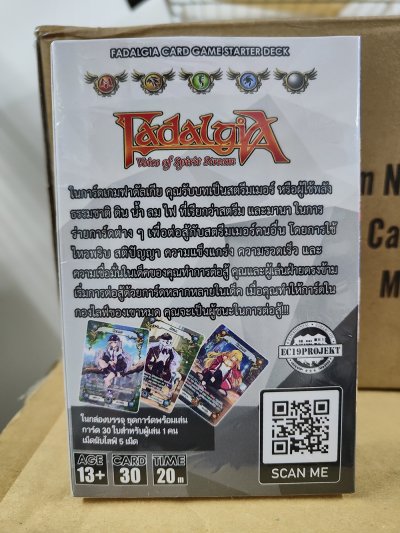 FADALGIA CARD GAME STARTER DECK
FadalgiA
Tales of Spirit Stream
ในการ์ดเกมฟาดัลเกีย คุณรับบทเป็นสตรีมเมอร์ หรือผู้ใช้พลัง
ธรรมชาติ ดิน น้ำ ลม ไฟ ที่เรียกว่าสตรีม และมานา ในการ
ร่ายการ์ดต่าง ๆ เพื่อต่อสู้กับสตรีมเมอร์คนอื่น โดยการใช้
ไหวพริบ สติปัญญา ความแข็งแกร่ง ความรวดเร็ว และ
ความเชื่อมั่นในเด็คของคุณทำการต่อสู้ คุณและผู้เล่นฝ่ายตรงข้าม
เริ่มการต่อสู้ด้วยการ์ดหลากหลายในเด็ค เมื่อคุณทำให้การ์ดใน
กองไลฟ์ของเขาหมด คุณจะเป็นผู้ชนะในการต่อสู้!!!
EC19PROJEKT
ในกล่องบรรจุ ชุดการ์ดพร้อมเล่น
การ์ด 30 ใบสำหรับผู้เล่น 1 คน
เม็ดนับไลฟ์ 5 เม็ด
AGE CARD TIME
13+ 30 20 m
SCAN ME
n N
Ca
M